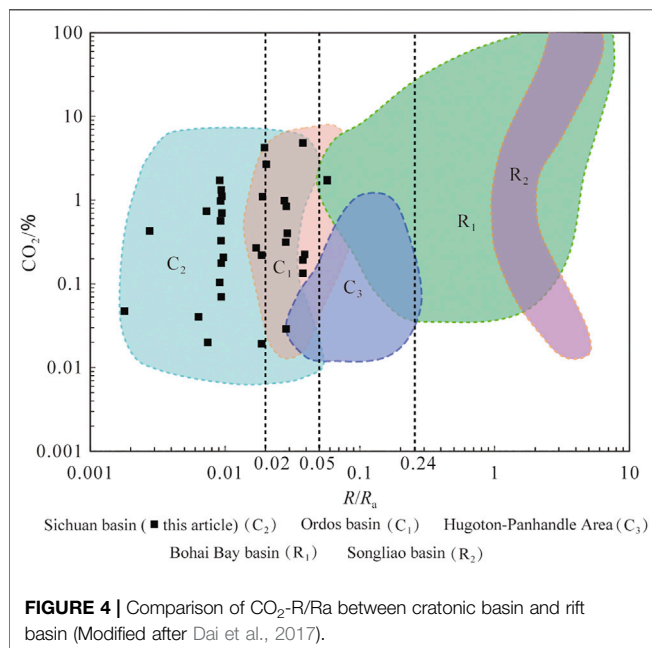 100
10
1
0.1
0.01
0.001
CO₂/%
C₂
C₁
C₃
R₁
R₂
0.001 0.01 0.02 0.05 0.1 0.24 1 10
R/Rₐ
Sichuan basin ( ■ this article) (C₂) Ordos basin (C₁) Hugoton-Panhandle Area (C₃)
Bohai Bay basin (R₁) Songliao basin (R₂)
FIGURE 4 | Comparison of CO₂-R/Ra between cratonic basin and rift
basin (Modified after Dai et al., 2017).